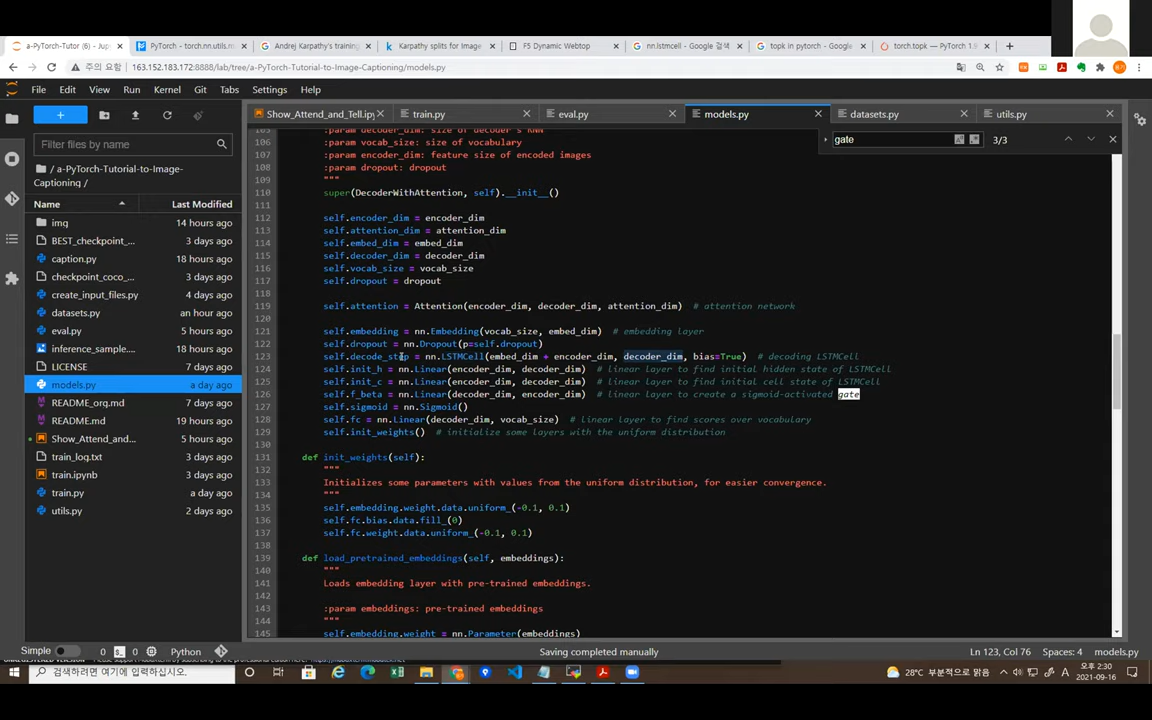 a-PyTorch-Tutor (6) - Jup
PyTorch - torch.nn.utils.rn
Andrej Karpathy's training
Karpathy splits for Image
F5 Dynamic Webtop
nn.lstmcell - Google 검색
topk in pytorch - Google
torch.topk — PyTorch 1.9
주의 요함
163.152.183.172:8888/lab/tree/a-PyTorch-Tutorial-to-Image-Captioning/models.py
File Edit View Run Kernel Git Tabs Settings Help
Show_Attend_and_Tell.ipy
train.py
eval.py
models.py
datasets.py
utils.py
Filter files by name
/ a-PyTorch-Tutorial-to-Image-
Captioning /
Name Last Modified
img 14 hours ago
BEST_checkpoint_... 3 days ago
caption.py 18 hours ago
checkpoint_coco_... 3 days ago
create_input_files.py 4 days ago
datasets.py an hour ago
eval.py 18 hours ago
inference_sample.... 3 days ago
LICENSE 4 days ago
models.py a day ago
README_org.md 4 days ago
README.md 19 hours ago
Show_Attend_and... 5 hours ago
train_log.txt 3 days ago
train.ipynb 3 days ago
train.py a day ago
utils.py 2 days ago
gate
3/3
105 :param decoder_dim: size of decoder's RNN
106 :param vocab_size: size of vocabulary
107 :param encoder_dim: feature size of encoded images
108 :param dropout: dropout
109 """
110 super(DecoderWithAttention, self).__init__()
111
112 self.encoder_dim = encoder_dim
113 self.attention_dim = attention_dim
114 self.embed_dim = embed_dim
115 self.decoder_dim = decoder_dim
116 self.vocab_size = vocab_size
117 self.dropout = dropout
118
119 self.attention = Attention(encoder_dim, decoder_dim, attention_dim) # attention network
120
121 self.embedding = nn.Embedding(vocab_size, embed_dim) # embedding layer
122 self.dropout = nn.Dropout(p=self.dropout)
123 self.decode_step = nn.LSTMCell(embed_dim + encoder_dim, decoder_dim, bias=True) # decoding LSTMCell
124 self.init_h = nn.Linear(encoder_dim, decoder_dim) # linear layer to find initial hidden state of LSTMCell
125 self.init_c = nn.Linear(encoder_dim, decoder_dim) # linear layer to find initial cell state of LSTMCell
126 self.f_beta = nn.Linear(decoder_dim, encoder_dim) # linear layer to create a sigmoid-activated gate
127 self.sigmoid = nn.Sigmoid()
128 self.fc = nn.Linear(decoder_dim, vocab_size) # linear layer to find scores over vocabulary
129 self.init_weights() # initialize some layers with the uniform distribution
130
131 def init_weights(self):
132 """
133 Initializes some parameters with values from the uniform distribution, for easier convergence.
134 """
135 self.embedding.weight.data.uniform_(-0.1, 0.1)
136 self.fc.bias.data.fill_(0)
137 self.fc.weight.data.uniform_(-0.1, 0.1)
138
139 def load_pretrained_embeddings(self, embeddings):
140 """
141 Loads embedding layer with pre-trained embeddings.
142
143 :param embeddings: pre-trained embeddings
144 """
145 self.embedding.weight = nn.Parameter(embeddings)
Simple 0 0 Python Saving completed manually Ln 123, Col 76 Spaces: 4 models.py
검색하려면 여기에 입력하십시오.
28°C 부분적으로 맑음
A
오후 2:30
2021-09-16